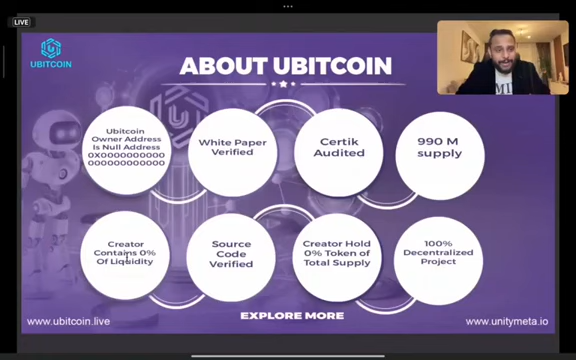 LIVE
UBITCOIN
ABOUT UBITCOIN
Ubitcoin
Owner Address
Is Null Address
0X0000000000
00000000000000
White Paper
Verified
Certik
Audited
990 M
supply
Creator
Contains 0%
Of Liquidity
Source
Code
Verified
Creator Hold
0% Token of
Total Supply
100%
Decentralized
Project
www.ubitcoin.live
EXPLORE MORE
www.unitymeta.io